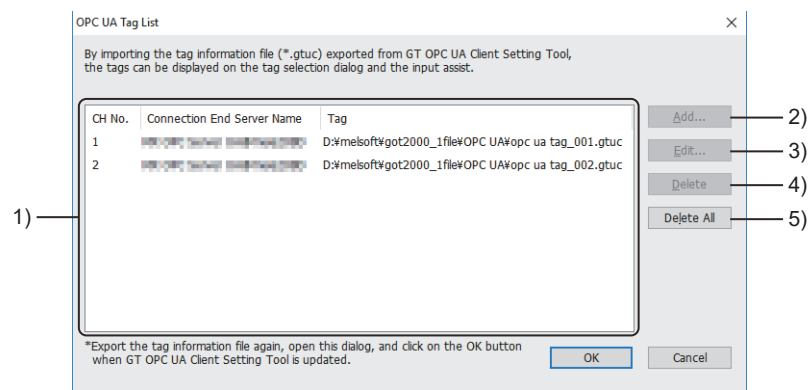 OPC UA Tag List
By importing the tag information file (*.gtuc) exported from GT OPC UA Client Setting Tool,
the tags can be displayed on the tag selection dialog and the input assist.
CH No. Connection End Server Name Tag
1 D:¥melsoft¥got2000_1file¥OPC UA¥opc ua tag_001.gtuc
2 D:¥melsoft¥got2000_1file¥OPC UA¥opc ua tag_002.gtuc
Add... 2)
Edit... 3)
Delete 4)
1) Delete All 5)
*Export the tag information file again, open this dialog, and click on the OK button
when GT OPC UA Client Setting Tool is updated.
OK Cancel